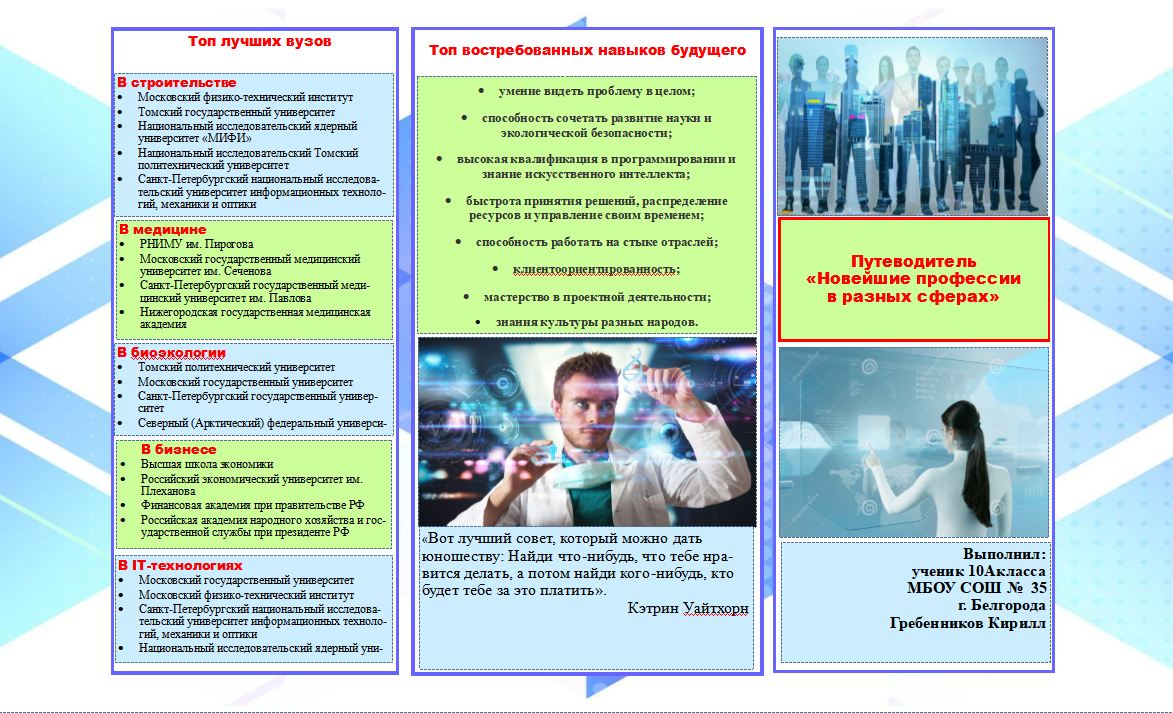 Топ лучших вузов
В строительстве
• Московский физико-технический институт
• Томский государственный университет
• Национальный исследовательский ядерный
университет «МИФИ»
• Национальный исследовательский Томский
политехнический университет
• Санкт-Петербургский национальный исследова-
тельский университет информационных техноло-
гий, механики и оптики
В медицине
• РНИМУ им. Пирогова
• Московский государственный медицинский
университет им. Сеченова
• Санкт-Петербургский государственный меди-
цинский университет им. Павлова
• Нижегородская государственная медицинская
академия
В биоэкологии
• Томский политехнический университет
• Московский государственный университет
• Санкт-Петербургский государственный универ-
ситет
• Северный (Арктический) федеральный универси-
В бизнесе
• Высшая школа экономики
• Российский экономический университет им.
Плеханова
• Финансовая академия при правительстве РФ
• Российская академия народного хозяйства и гос-
ударственной службы при президенте РФ
В IT-технологиях
• Московский государственный университет
• Московский физико-технический институт
• Санкт-Петербургский национальный исследова-
тельский университет информационных техноло-
гий, механики и оптики
• Национальный исследовательский ядерный уни-
Топ востребованных навыков будущего
• умение видеть проблему в целом;
• способность сочетать развитие науки и
экологической безопасности;
• высокая квалификация в программировании и
знание искусственного интеллекта;
• быстрота принятия решений, распределение
ресурсов и управление своим временем;
• способность работать на стыке отраслей;
• клиентоориентированность;
• мастерство в проектной деятельности;
• знания культуры разных народов.
«Вот лучший совет, который можно дать
юношеству: Найди что-нибудь, что тебе нра-
вится делать, а потом найди кого-нибудь, кто
будет тебе за это платить».
Кэтрин Уайтхорн
Путеводитель
«Новейшие профессии
в разных сферах»
Выполнил:
ученик 10Акласса
МБОУ СОШ № 35
г. Белгорода
Гребенников Кирилл